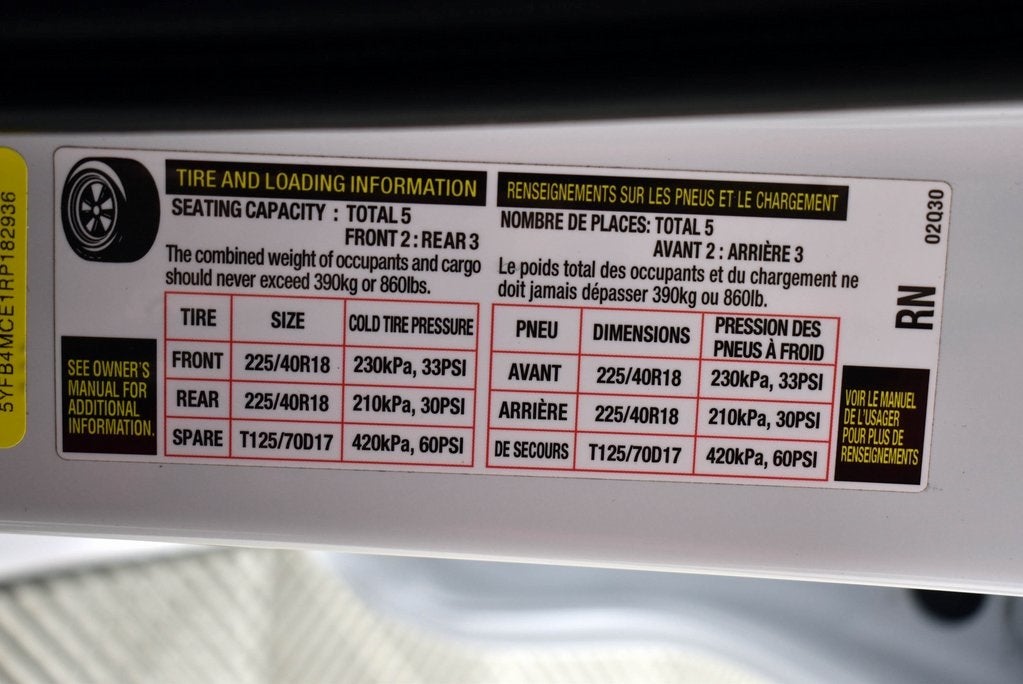 5YFB4MCE1RP182936
TIRE AND LOADING INFORMATION
SEATING CAPACITY : TOTAL 5
FRONT 2 : REAR 3
The combined weight of occupants and cargo
should never exceed 390kg or 860lbs.
TIRE SIZE COLD TIRE PRESSURE
FRONT 225/40R18 230kPa, 33PSI
REAR 225/40R18 210kPa, 30PSI
SPARE T125/70D17 420kPa, 60PSI
SEE OWNER'S
MANUAL FOR
ADDITIONAL
INFORMATION.
RENSEIGNEMENTS SUR LES PNEUS ET LE CHARGEMENT
NOMBRE DE PLACES: TOTAL 5
AVANT 2 : ARRIÈRE 3
Le poids total des occupants et du chargement ne
doit jamais dépasser 390kg ou 860lb.
PNEU DIMENSIONS PRESSION DES
PNEUS À FROID
AVANT 225/40R18 230kPa, 33PSI
ARRIÈRE 225/40R18 210kPa, 30PSI
DE SECOURS T125/70D17 420kPa, 60PSI
VOIR LE MANUEL
DE L'USAGER
POUR PLUS DE
RENSEIGNEMENTS
RN
02Q30